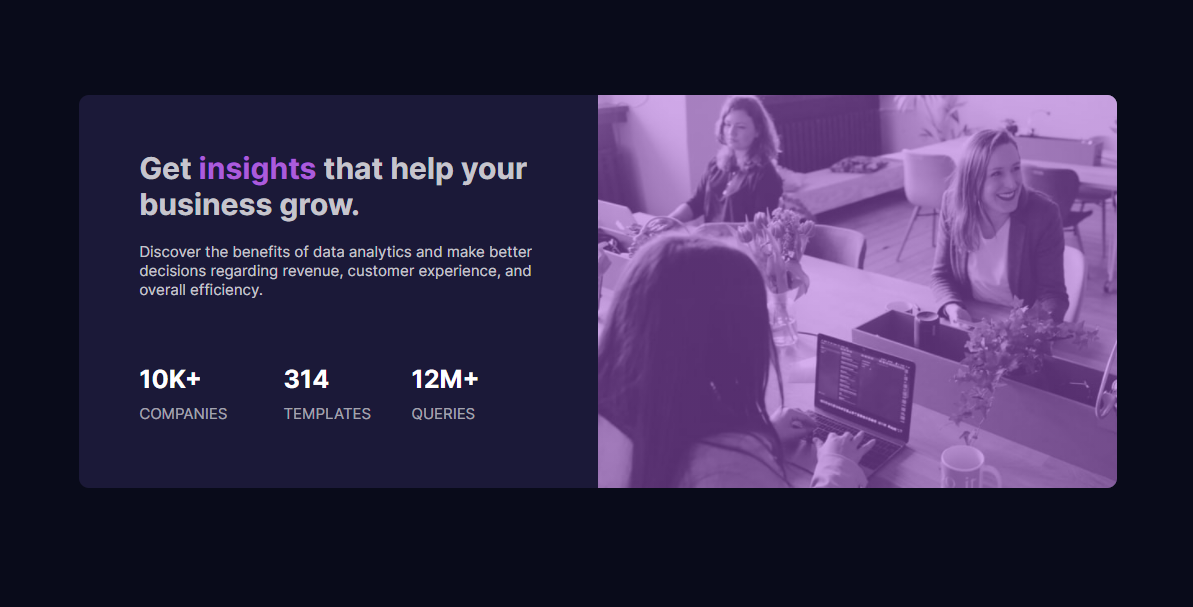 Get insights that help your
business grow.
Discover the benefits of data analytics and make better
decisions regarding revenue, customer experience, and
overall efficiency.
10K+ 314 12M+
COMPANIES TEMPLATES QUERIES